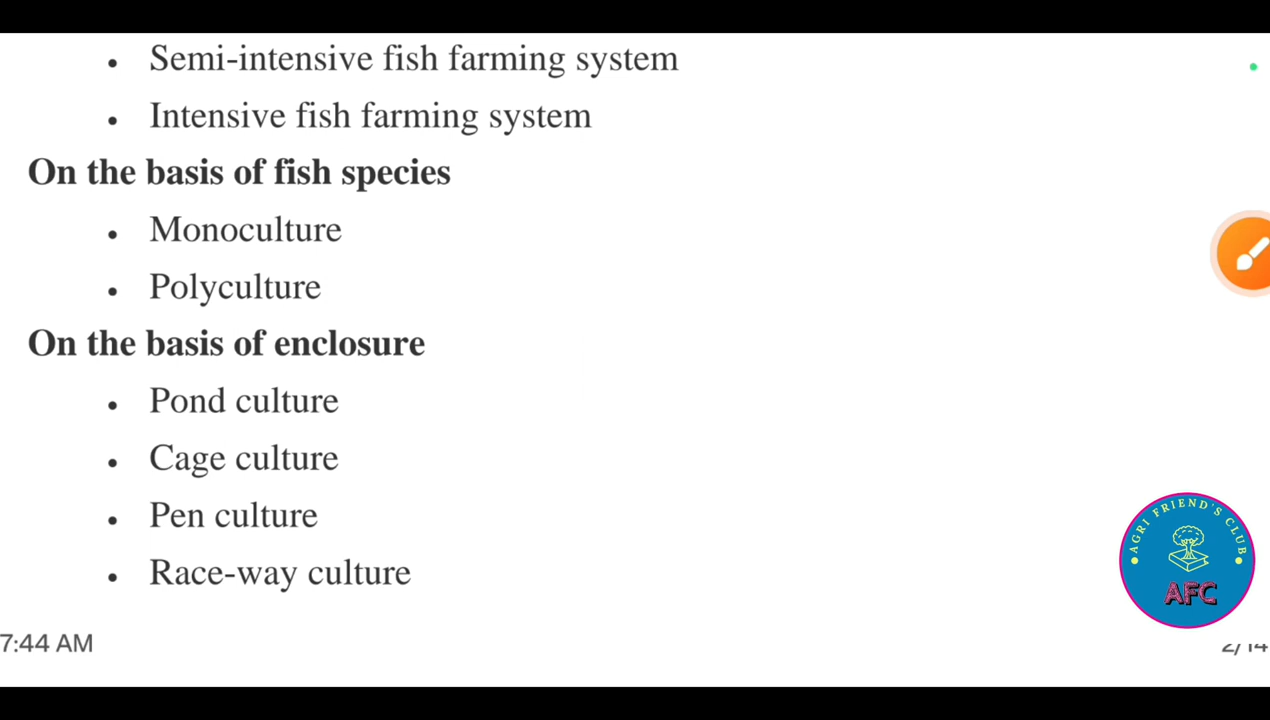 Semi-intensive fish farming system
Intensive fish farming system
On the basis of fish species
Monoculture
Polyculture
On the basis of enclosure
Pond culture
Cage culture
Pen culture
Race-way culture
AGRI FRIEND'S CLUB
AFC
7:44 AM
2/14